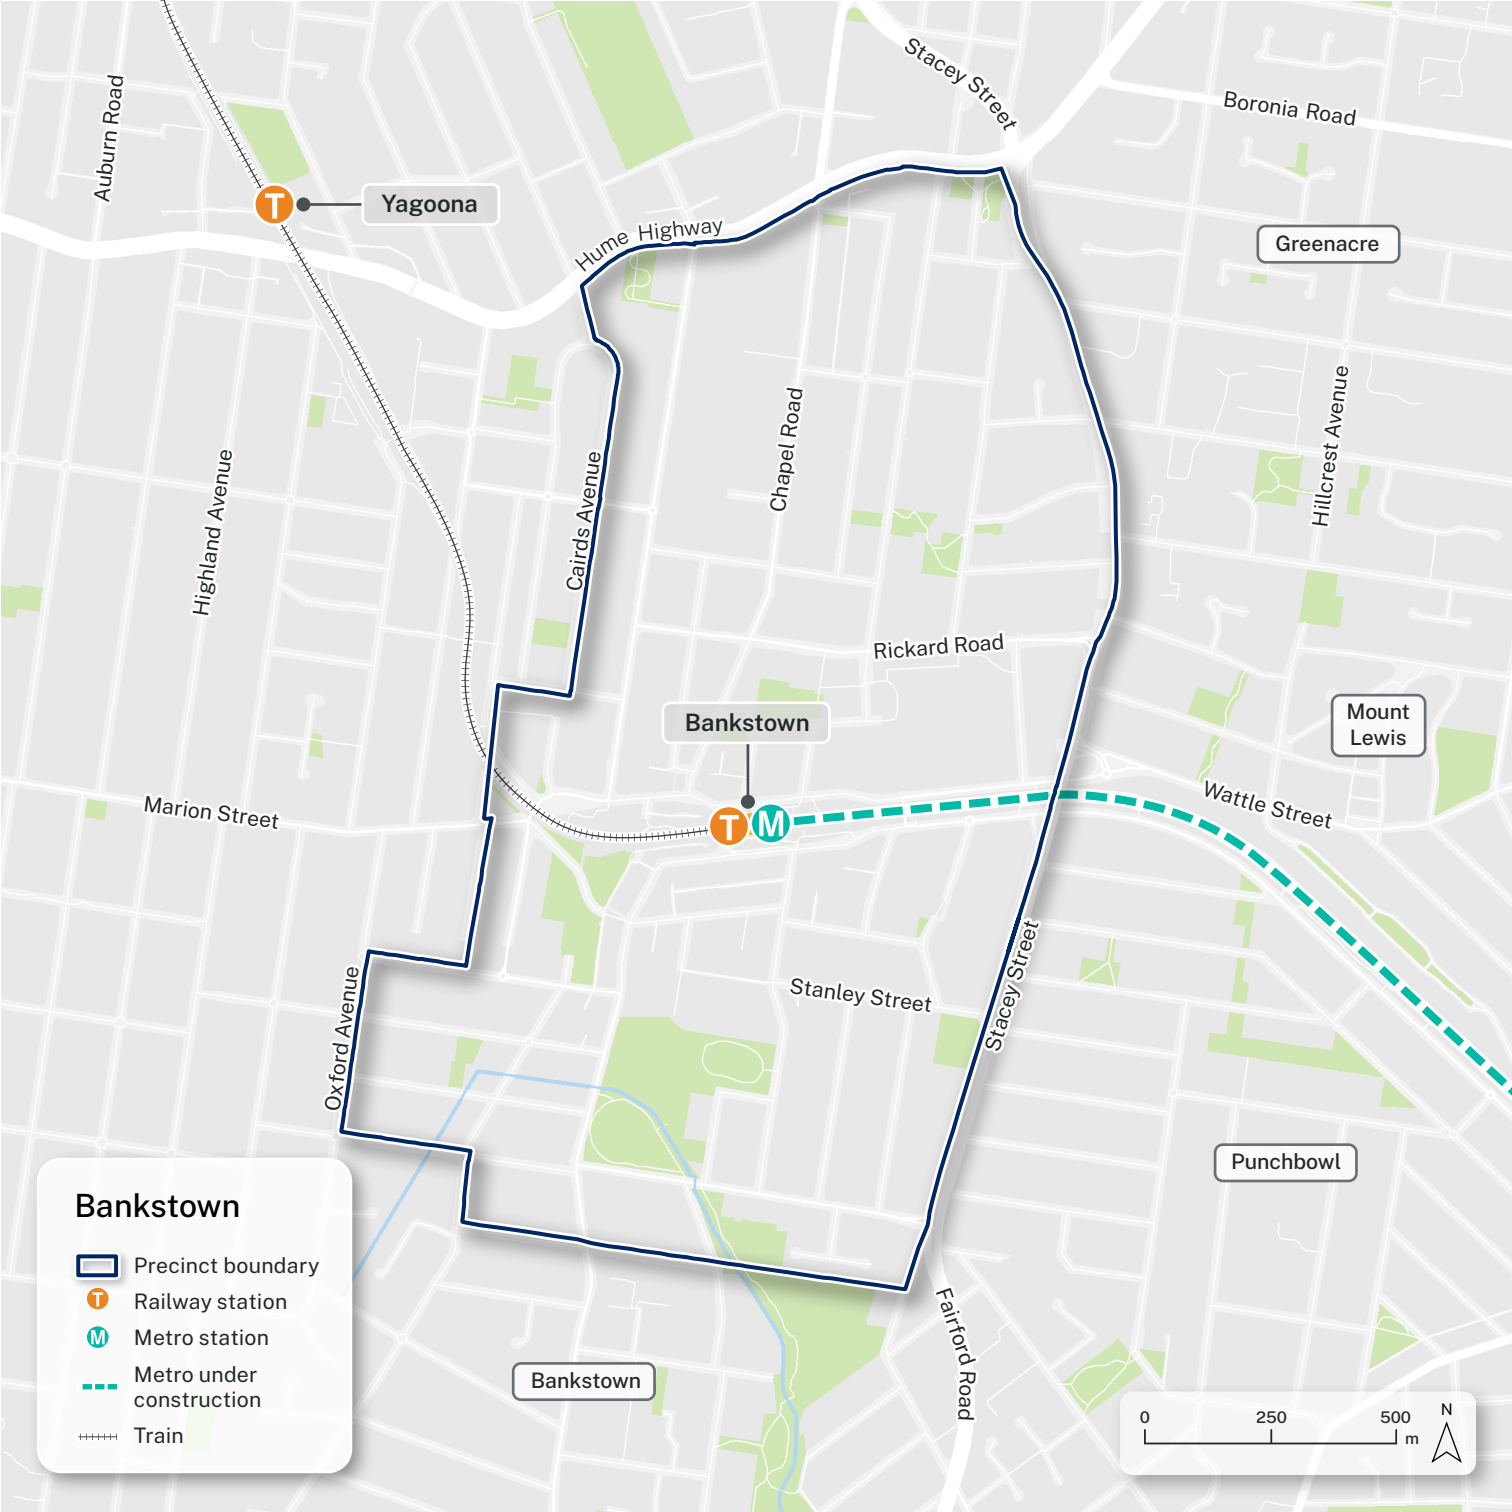 Stacey Street
Boronia Road
Auburn Road
T
Yagoona
Hume Highway
Greenacre
Hillcrest Avenue
Chapel Road
Highland Avenue
Cairds Avenue
Rickard Road
Bankstown
Mount
Lewis
Wattle Street
Marion Street
T
M
Stacey Street
Stanley Street
Oxford Avenue
Punchbowl
Fairford Road
Bankstown
Bankstown
Precinct boundary
T
Railway station
M
Metro station
Metro under
construction
Train
0 250 500
m
N